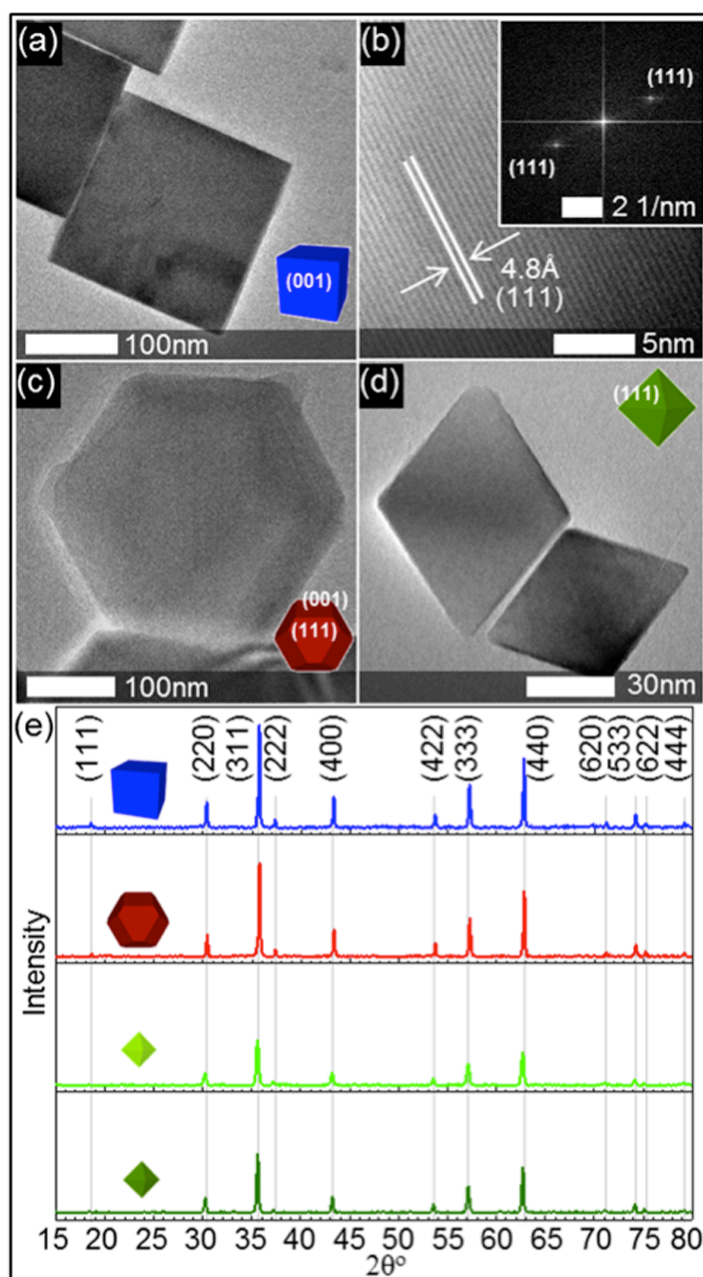 (a)
(001)
100nm
(b)
(111)
(111)
2 1/nm
4.8Å
(111)
5nm
(c)
(001)
(111)
100nm
(d)
(111)
30nm
(e)
(111)
(220)
(311)
(222)
(400)
(422)
(333)
(440)
(620)
(533)
(622)
(444)
Intensity
15 20 25 30 35 40 45 50 55 60 65 70 75 80
2θ°